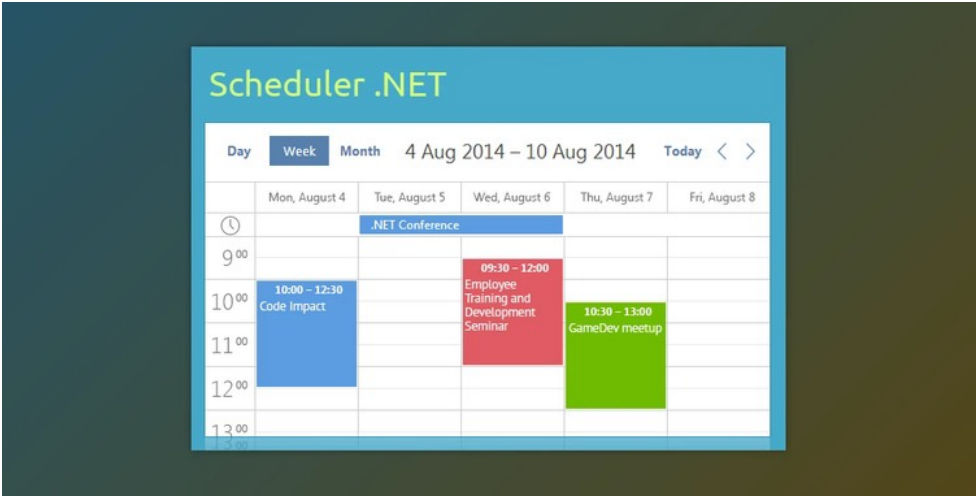 Scheduler .NET
Day Week Month 4 Aug 2014 – 10 Aug 2014 Today
Mon, August 4 Tue, August 5 Wed, August 6 Thu, August 7 Fri, August 8
.NET Conference
9 00
09:30 – 12:00
Employee
Training and
Development
Seminar
10:00 – 12:30
Code Impact
10 00
10:30 – 13:00
GameDev meetup
11 00
12 00
13 00